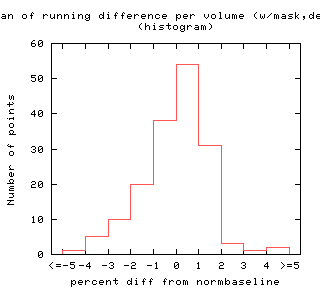 an of running difference per volume (w/mask,de
(histogram)
60
50
40
30
20
10
0
Number of points
<=-5 -4 -3 -2 -1 0 1 2 3 4 >=5
percent diff from normbaseline